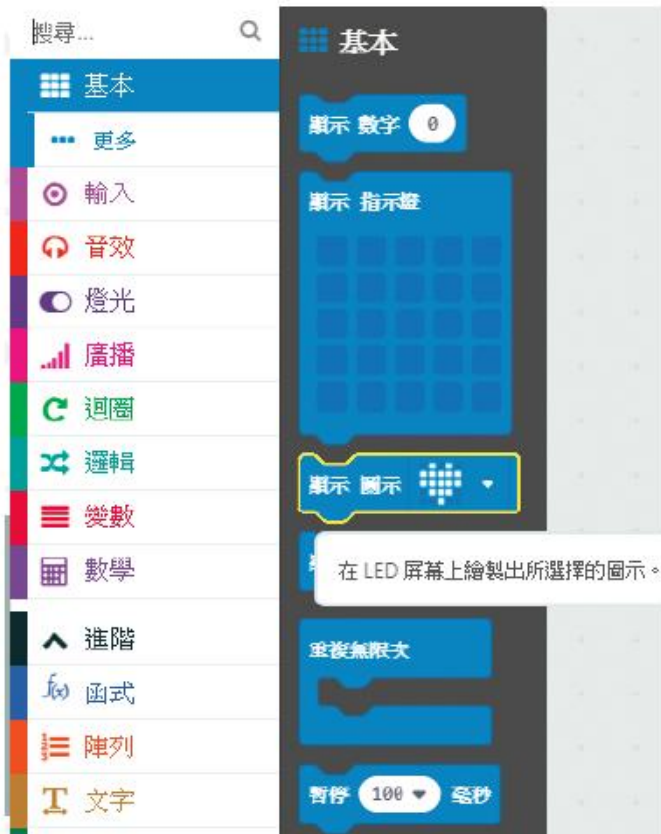 搜尋...
基本
更多
輸入
音效
燈光
廣播
迴圈
邏輯
變數
數學
進階
f(x) 函式
陣列
文字
基本
顯示 數字 0
顯示 指示燈
顯示 圖示
在 LED 屏幕上繪製出所選擇的圖示。
重複無限次
暫停 100 毫秒